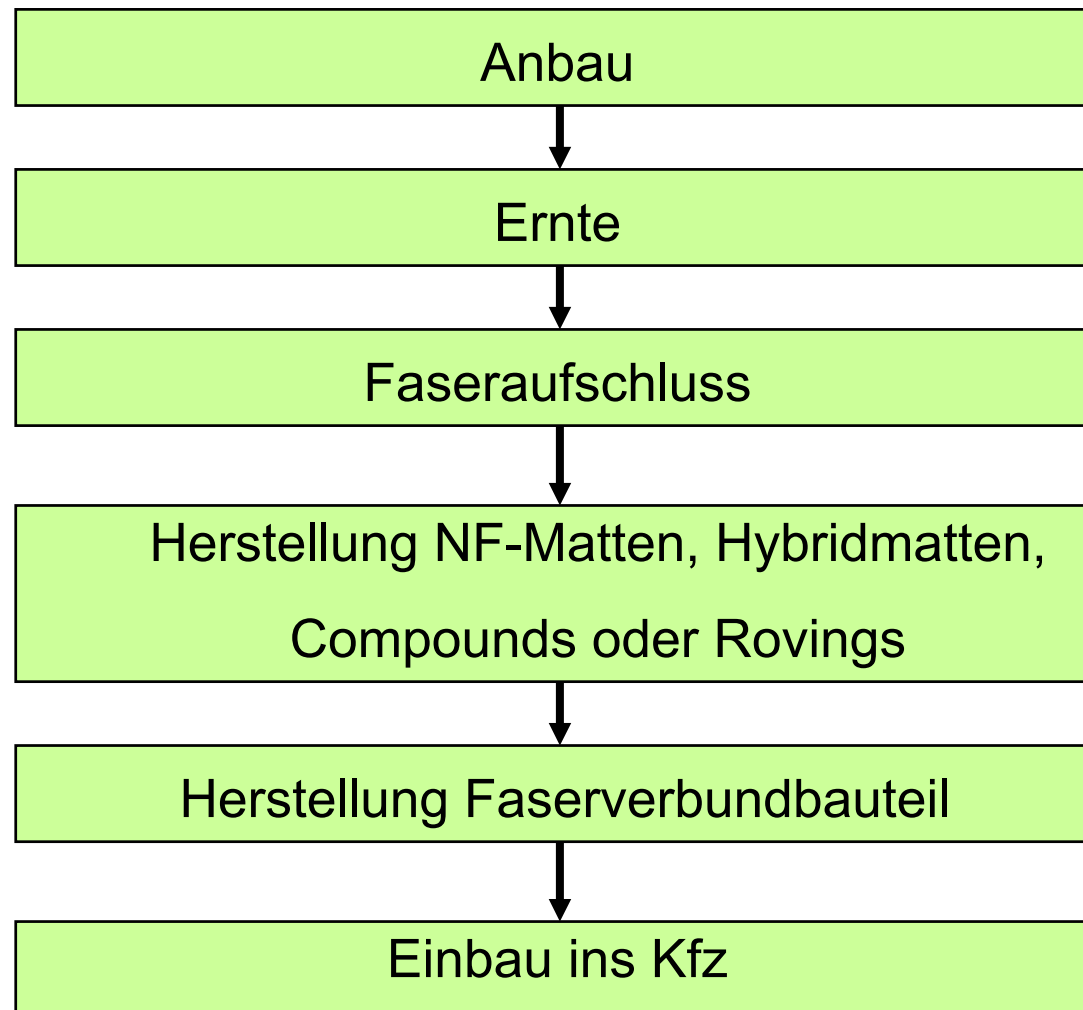 Anbau
Ernte
Faseraufschluss
Herstellung NF-Matten, Hybridmatten,
Compounds oder Rovings
Herstellung Faserverbundbauteil
Einbau ins Kfz